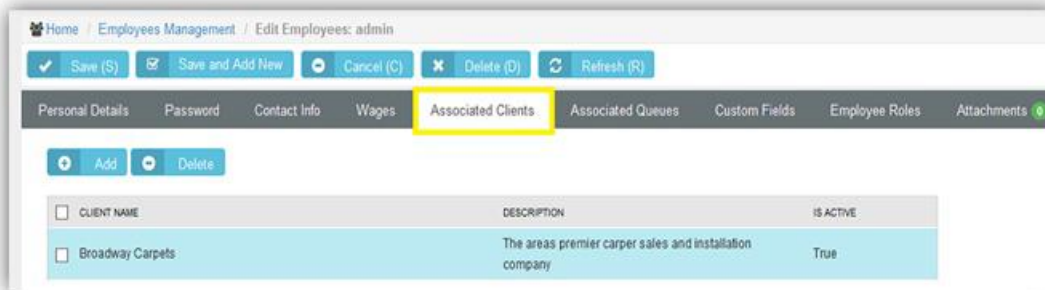 Home / Employees Management / Edit Employees: admin
Save (S) Save and Add New Cancel (C) Delete (D) Refresh (R)
Personal Details Password Contact Info Wages Associated Clients Associated Queues Custom Fields Employee Roles Attachments 0
Add Delete
CLIENT NAME DESCRIPTION IS ACTIVE
Broadway Carpets The areas premier carper sales and installation True
company